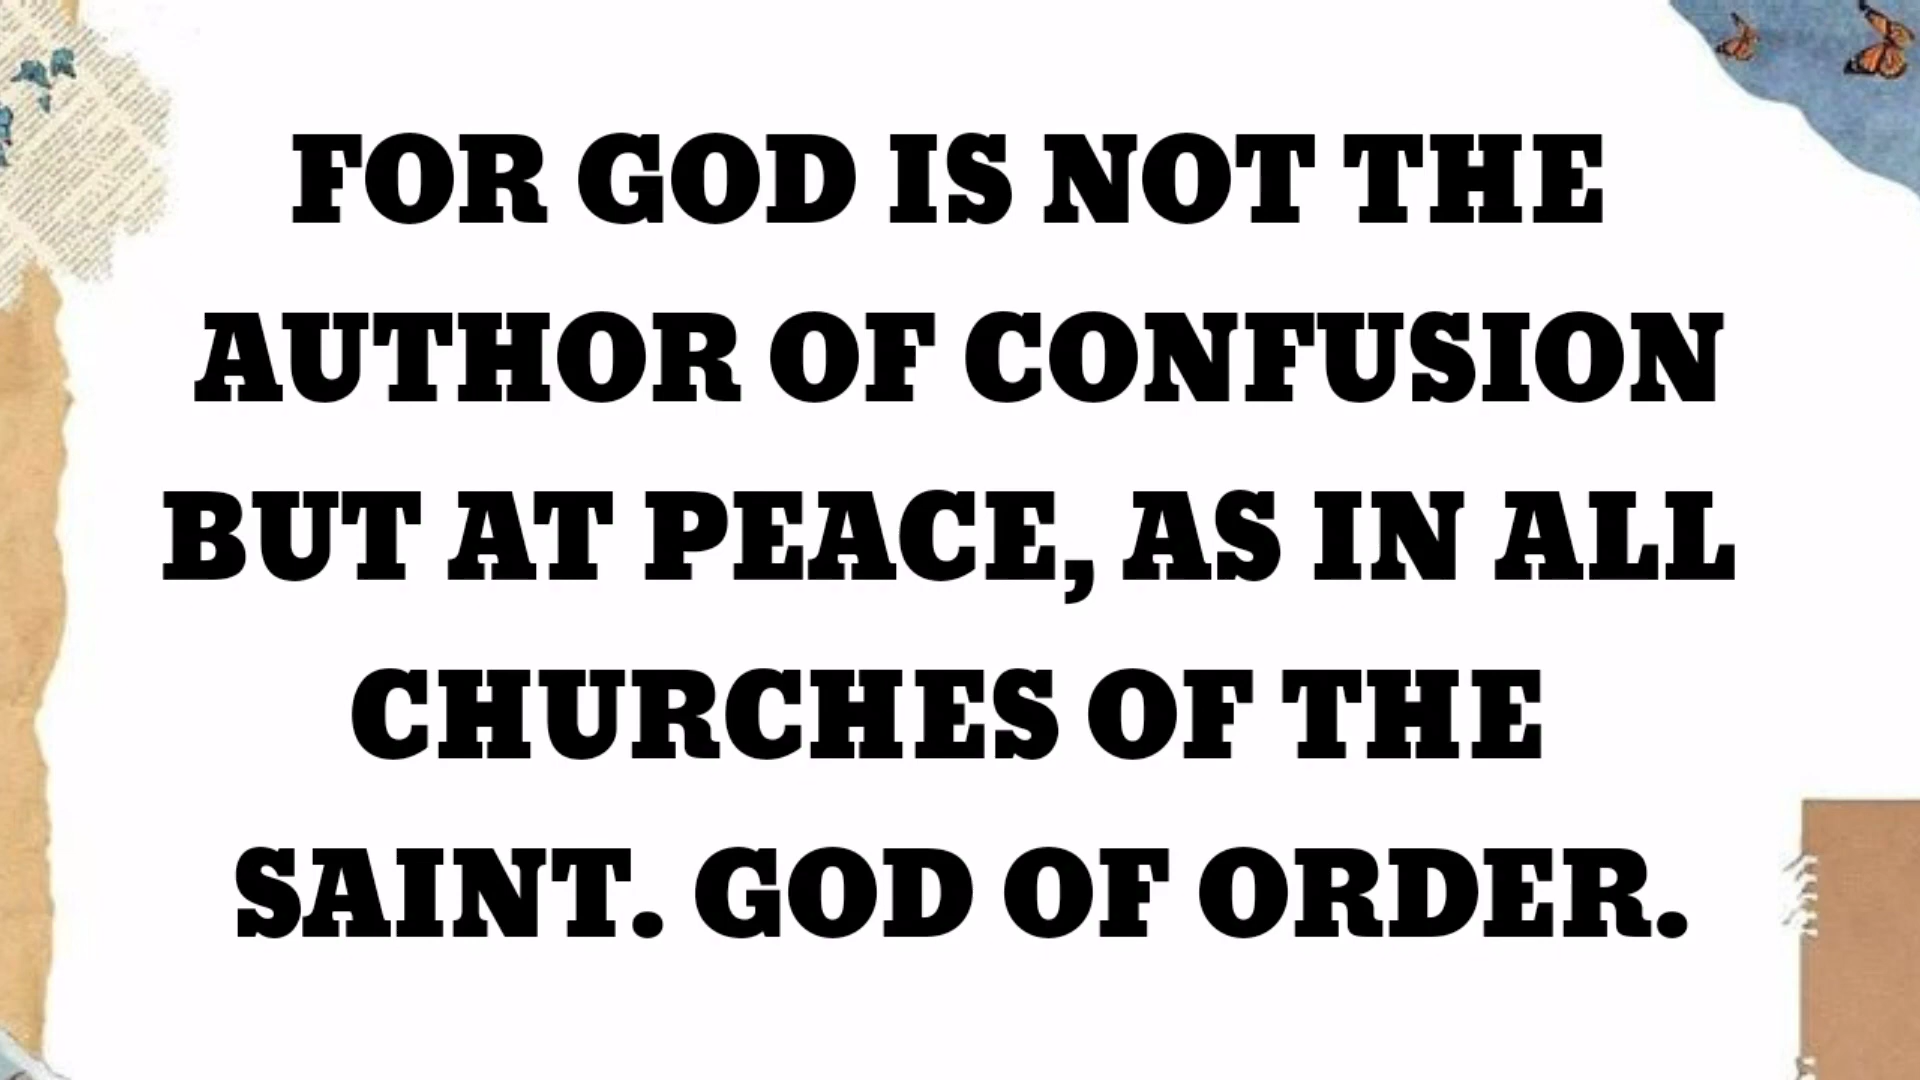 FOR GOD IS NOT THE
AUTHOR OF CONFUSION
BUT AT PEACE, AS IN ALL
CHURCHES OF THE
SAINT. GOD OF ORDER.